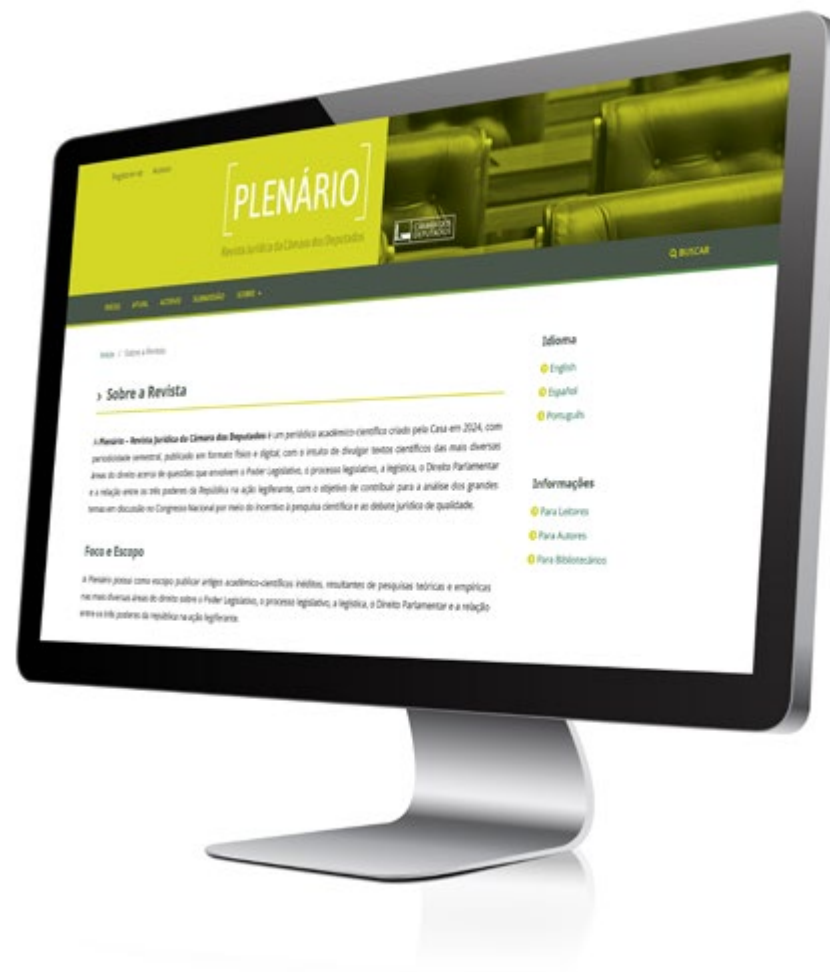 Registrar-se Acesso
[PLENÁRIO]
Revista Jurídica da Câmara dos Deputados
CÂMARA DOS
DEPUTADOS
BUSCAR
INÍCIO ATUAL ACERVO SUBMISSÃO SOBRE
Início / Sobre a Revista
› Sobre a Revista
A Plenário – Revista Jurídica da Câmara dos Deputados é um periódico acadêmico-científico criado pela Casa em 2024, com
periodicidade semestral, publicado em formato físico e digital, com o intuito de divulgar textos científicos das mais diversas
áreas do direito acerca de questões que envolvem o Poder Legislativo, o processo legislativo, a legística, o Direito Parlamentar
e a relação entre os três poderes da República na ação legiferante, com o objetivo de contribuir para a análise dos grandes
temas em discussão no Congresso Nacional por meio do incentivo à pesquisa científica e ao debate jurídico de qualidade.
Foco e Escopo
A Plenário possui como escopo publicar artigos acadêmico-científicos inéditos, resultantes de pesquisas teóricas e empíricas
nas mais diversas áreas do direito sobre o Poder Legislativo, o processo legislativo, a legística, o Direito Parlamentar e a relação
entre os três poderes da república na ação legiferante.
Idioma
English
Español
Português
Informações
Para Leitores
Para Autores
Para Bibliotecários